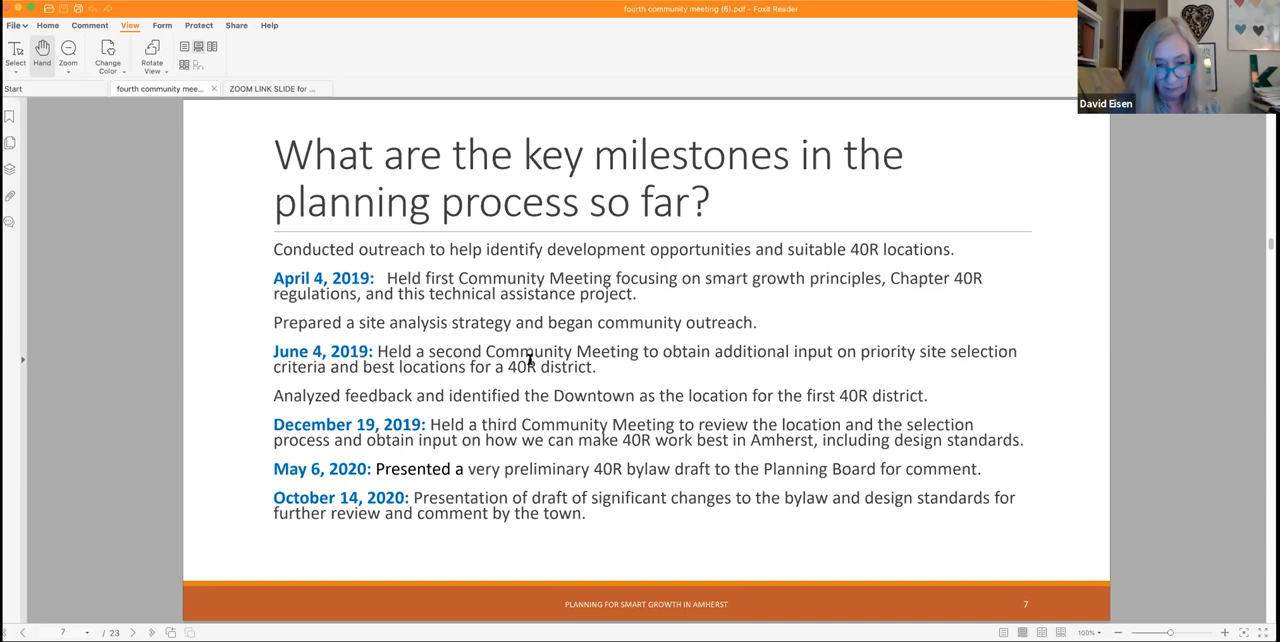 fourth community meeting (6).pdf - Foxit Reader
File
Home
Comment
View
Form
Protect
Share
Help
Select
Hand
Zoom
Change
Color
Rotate
View
Start
fourth community mee...
ZOOM LINK SLIDE for ...
David Eisen
What are the key milestones in the
planning process so far?
Conducted outreach to help identify development opportunities and suitable 40R locations.
April 4, 2019: Held first Community Meeting focusing on smart growth principles, Chapter 40R
regulations, and this technical assistance project.
Prepared a site analysis strategy and began community outreach.
June 4, 2019: Held a second Community Meeting to obtain additional input on priority site selection
criteria and best locations for a 40R district.
Analyzed feedback and identified the Downtown as the location for the first 40R district.
December 19, 2019: Held a third Community Meeting to review the location and the selection
process and obtain input on how we can make 40R work best in Amherst, including design standards.
May 6, 2020: Presented a very preliminary 40R bylaw draft to the Planning Board for comment.
October 14, 2020: Presentation of draft of significant changes to the bylaw and design standards for
further review and comment by the town.
PLANNING FOR SMART GROWTH IN AMHERST
7
7
/ 23
100%